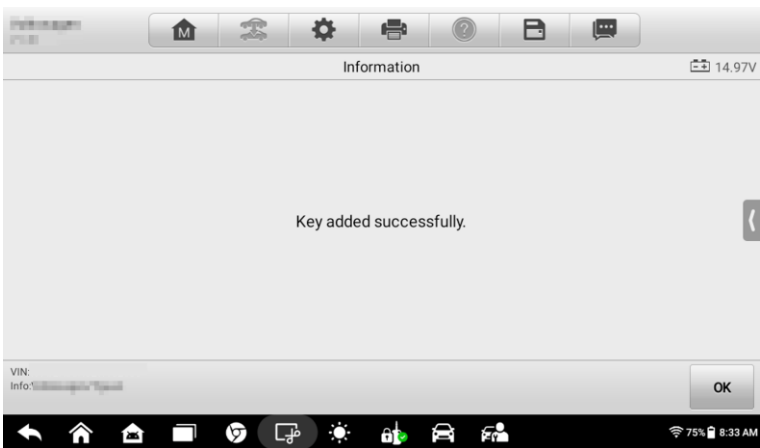 M
Information
14.97V
Key added successfully.
VIN:
Info:
OK
75% 8:33 AM